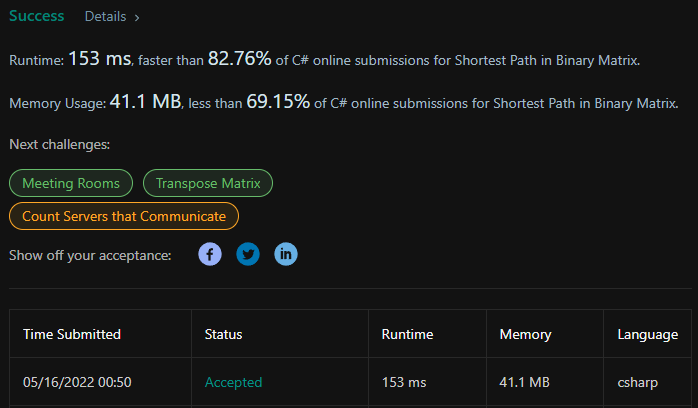 Success Details >
Runtime: 153 ms, faster than 82.76% of C# online submissions for Shortest Path in Binary Matrix.
Memory Usage: 41.1 MB, less than 69.15% of C# online submissions for Shortest Path in Binary Matrix.
Next challenges:
Meeting Rooms Transpose Matrix
Count Servers that Communicate
Show off your acceptance: f in
Time Submitted Status Runtime Memory Language
05/16/2022 00:50 Accepted 153 ms 41.1 MB csharp